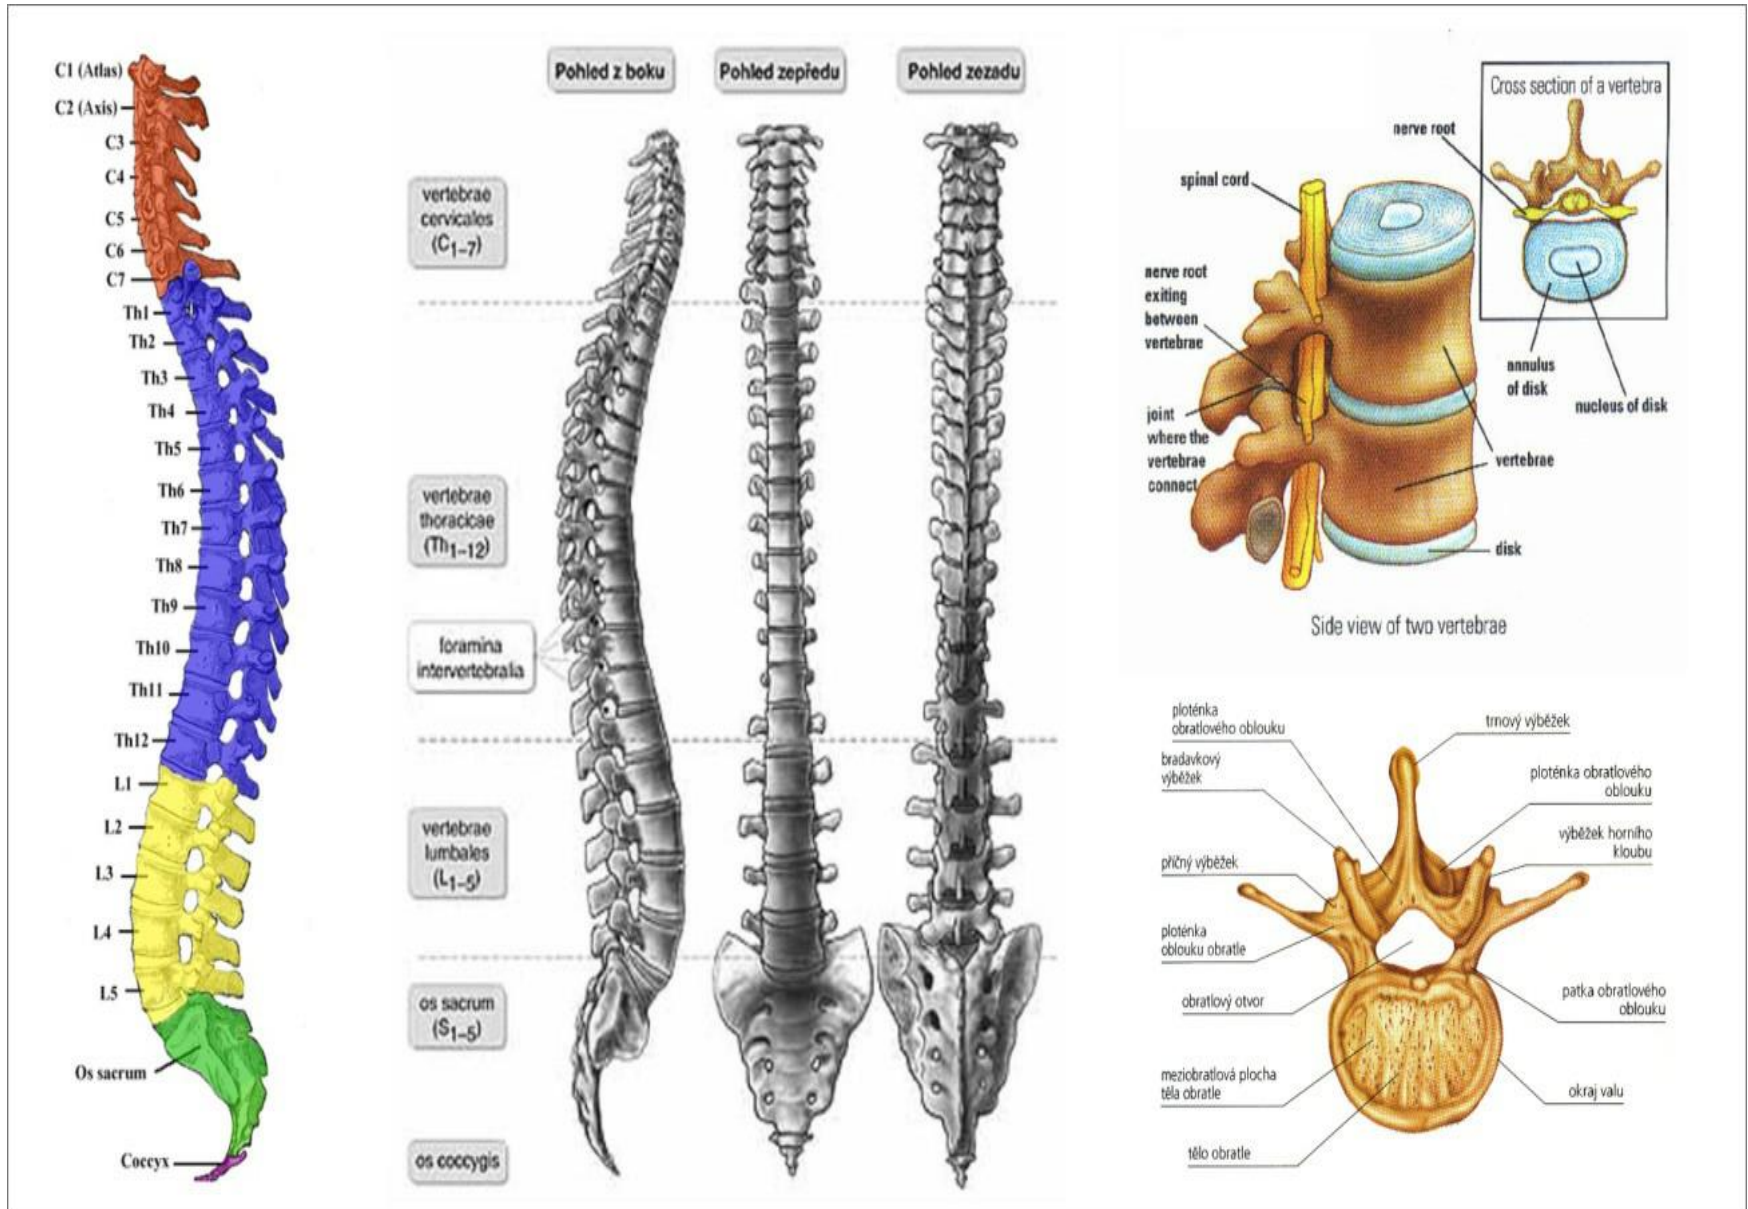 C1 (Atlas)
C2 (Axis)
C3
C4
C5
C6
C7
Th1
Th2
Th3
Th4
Th5
Th6
Th7
Th8
Th9
Th10
Th11
Th12
L1
L2
L3
L4
L5
Os sacrum
Coccyx
Pohled z boku
Pohled zepředu
Pohled zezadu
vertebrae
cervicales
(C1–7)
vertebrae
thoracicae
(Th1–12)
foramina
intervertebralia
vertebrae
lumbales
(L1–5)
os sacrum
(S1–5)
os coccygis
Cross section of a vertebra
nerve root
spinal cord
nerve root
exiting
between
vertebrae
joint
where the
vertebrae
connect
annulus
of disk
nucleus of disk
vertebrae
disk
Side view of two vertebrae
ploténka
obratlového oblouku
bradavkový
výběžek
příčný výběžek
ploténka
oblouku obratle
obratlový otvor
meziobratlová plocha
těla obratle
tělo obratle
trnový výběžek
ploténka obratlového
oblouku
výběžek horního
kloubu
patka obratlového
oblouku
okraj valu